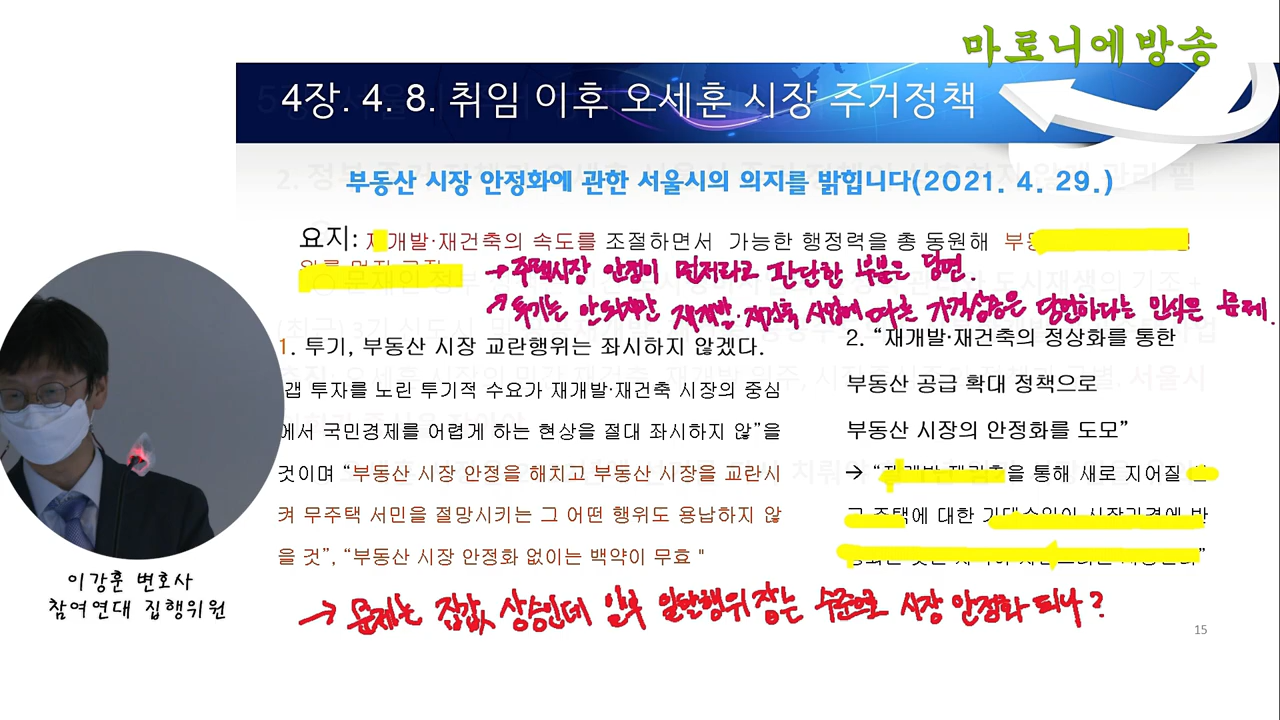 마로니에방송
4장. 4. 8. 취임 이후 오세훈 시장 주거정책
부동산 시장 안정화에 관한 서울시의 의지를 밝힙니다(2021. 4. 29.)
요지: 재개발·재건축의 속도를 조절하면서 가능한 행정력을 총 동원해
→ 주택시장 안정이 먼저라고 판단한 부분은 당연.
투기는 안되지만 재개발·재건축 사업에 따른 가격상승은 당연하다는 인식은 문제.
1. 투기, 부동산 시장 교란행위는 좌시하지 않겠다.
갭 투자를 노린 투기적 수요가 재개발·재건축 시장의 중심
에서 국민경제를 어렵게 하는 현상을 절대 좌시하지 않”을
것이며 “부동산 시장 안정을 해치고 부동산 시장을 교란시
켜 무주택 서민을 절망시키는 그 어떤 행위도 용납하지 않
을 것”, “부동산 시장 안정화 없이는 백약이 무효 "
2. “재개발·재건축의 정상화를 통한
부동산 공급 확대 정책으로
부동산 시장의 안정화를 도모”
→ “을 통해 새로 지어질
에 대한
→ 문제는 집값 상승인데 일부 일탈행위 잡는 수준으로 시장 안정화 되나?
이강훈 변호사
참여연대 집행위원
15